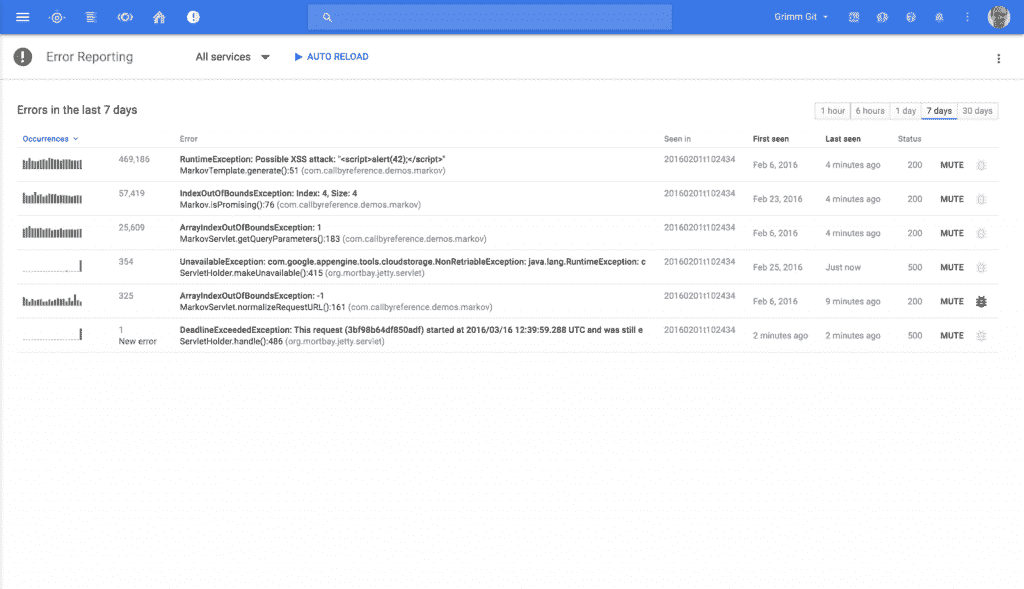 Grimm Git
Error Reporting
All services
AUTO RELOAD
Errors in the last 7 days
1 hour 6 hours 1 day 7 days 30 days
Occurrences Error Seen in First seen Last seen Status
469,186 RuntimeException: Possible XSS attack: "<script>alert(42);</script>" 20160201t102434 Feb 6, 2016 4 minutes ago 200 MUTE
MarkovTemplate.generate():51 (com.callbyreference.demos.markov)
57,419 IndexOutOfBoundsException: Index: 4, Size: 4 20160201t102434 Feb 23, 2016 4 minutes ago 200 MUTE
Markov.isPromising():76 (com.callbyreference.demos.markov)
25,609 ArrayIndexOutOfBoundsException: 1 20160201t102434 Feb 6, 2016 4 minutes ago 200 MUTE
MarkovServlet.getQueryParameters():183 (com.callbyreference.demos.markov)
354 UnavailableException: com.google.appengine.tools.cloudstorage.NonRetriableException: java.lang.RuntimeException: c 20160201t102434 Feb 25, 2016 Just now 500 MUTE
ServletHolder.makeUnavailable():415 (org.mortbay.jetty.servlet)
325 ArrayIndexOutOfBoundsException: -1 20160201t102434 Feb 6, 2016 9 minutes ago 200 MUTE
MarkovServlet.normalizeRequestURL():161 (com.callbyreference.demos.markov)
1 DeadlineExceededException: This request (3bf98b64df850adf) started at 2016/03/16 12:39:59.288 UTC and was still e 20160201t102434 2 minutes ago 2 minutes ago 500 MUTE
New error ServletHolder.handle():486 (org.mortbay.jetty.servlet)